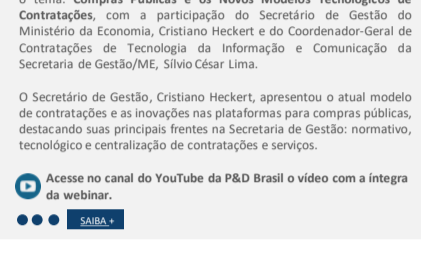 o tema: Compras Públicas e os Novos Modelos Tecnológicos de
Contratações, com a participação do Secretário de Gestão do
Ministério da Economia, Cristiano Heckert e do Coordenador-Geral de
Contratações de Tecnologia da Informação e Comunicação da
Secretaria de Gestão/ME, Sílvio César Lima.
O Secretário de Gestão, Cristiano Heckert, apresentou o atual modelo
de contratações e as inovações nas plataformas para compras públicas,
destacando suas principais frentes na Secretaria de Gestão: normativo,
tecnológico e centralização de contratações e serviços.
Acesse no canal do YouTube da P&D Brasil o vídeo com a íntegra
da webinar.
SAIBA +